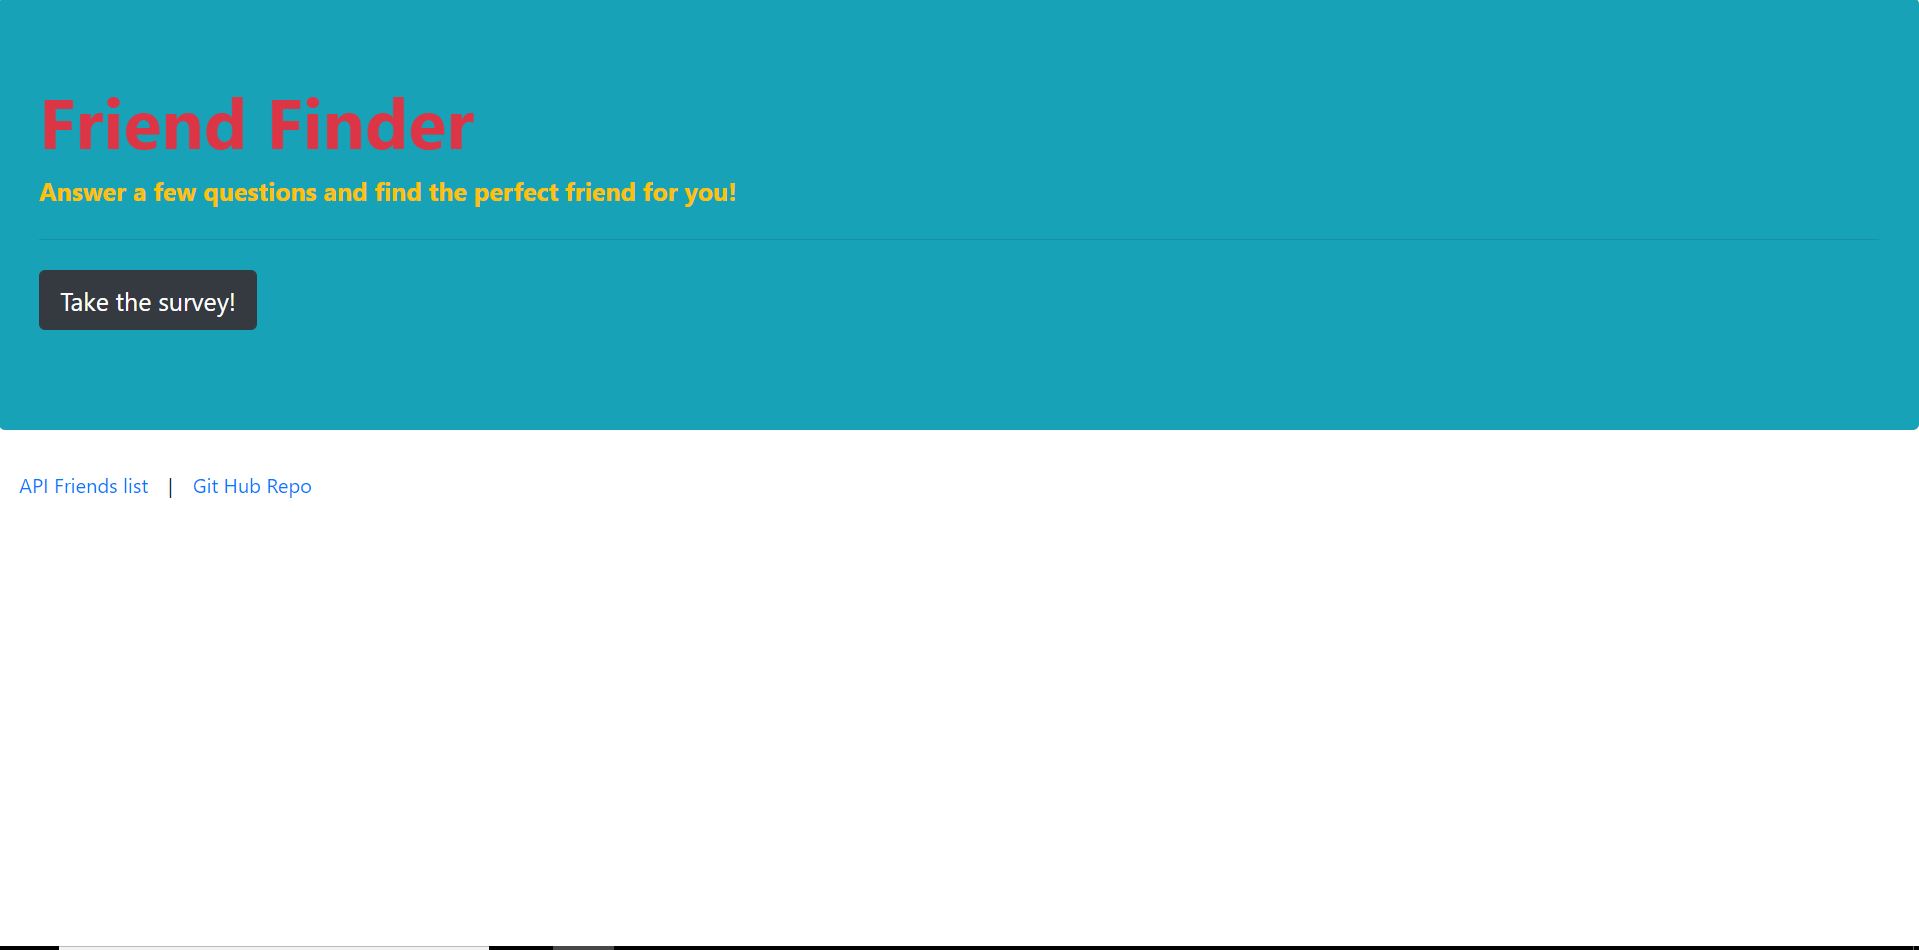 Friend Finder
Answer a few questions and find the perfect friend for you!
Take the survey!
API Friends list | Git Hub Repo